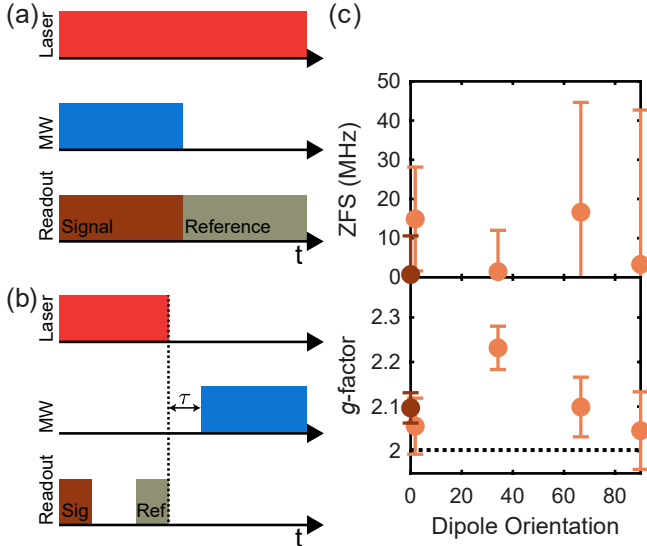 (a)
Laser
MW
Readout
Signal
Reference
t
(b)
Laser
τ
MW
Readout
Sig
Ref
t
(c)
50
40
30
20
10
0
ZFS (MHz)
2.3
2.2
2.1
2
g-factor
0 20 40 60 80
Dipole Orientation